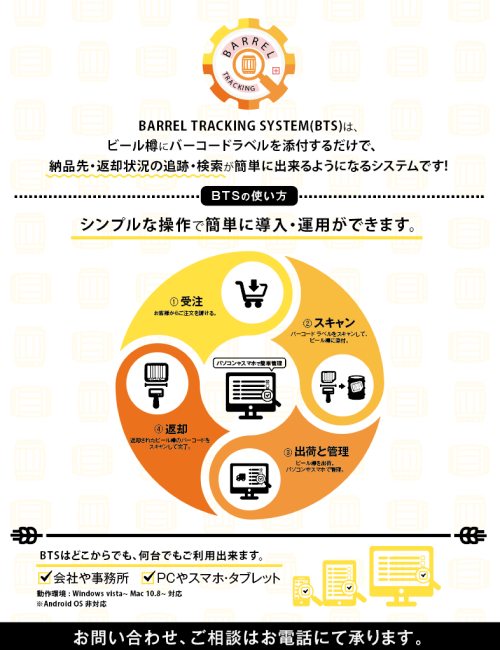 BARREL
TRACKING
BARREL TRACKING SYSTEM(BTS)は、
ビール樽にバーコードラベルを添付するだけで、
納品先・返却状況の追跡・検索が簡単に出来るようになるシステムです!
BTSの使い方
シンプルな操作で簡単に導入・運用ができます。
①受注
お客様からご注文を頂ける。
②スキャン
バーコードラベルをスキャンして、
ビール樽に添付。
パソコンやスマホで簡単管理
③出荷と管理
ビール樽を出荷。
パソコンやスマホで管理。
④返却
返却されたビール樽のバーコードを
スキャンして完了。
BTSはどこからでも、何台でもご利用出来ます。
会社や事務所 PCやスマホ・タブレット
動作環境 : Windows vista~ Mac 10.8~ 対応
※Android OS 非対応
お問い合わせ、ご相談はお電話にて承ります。